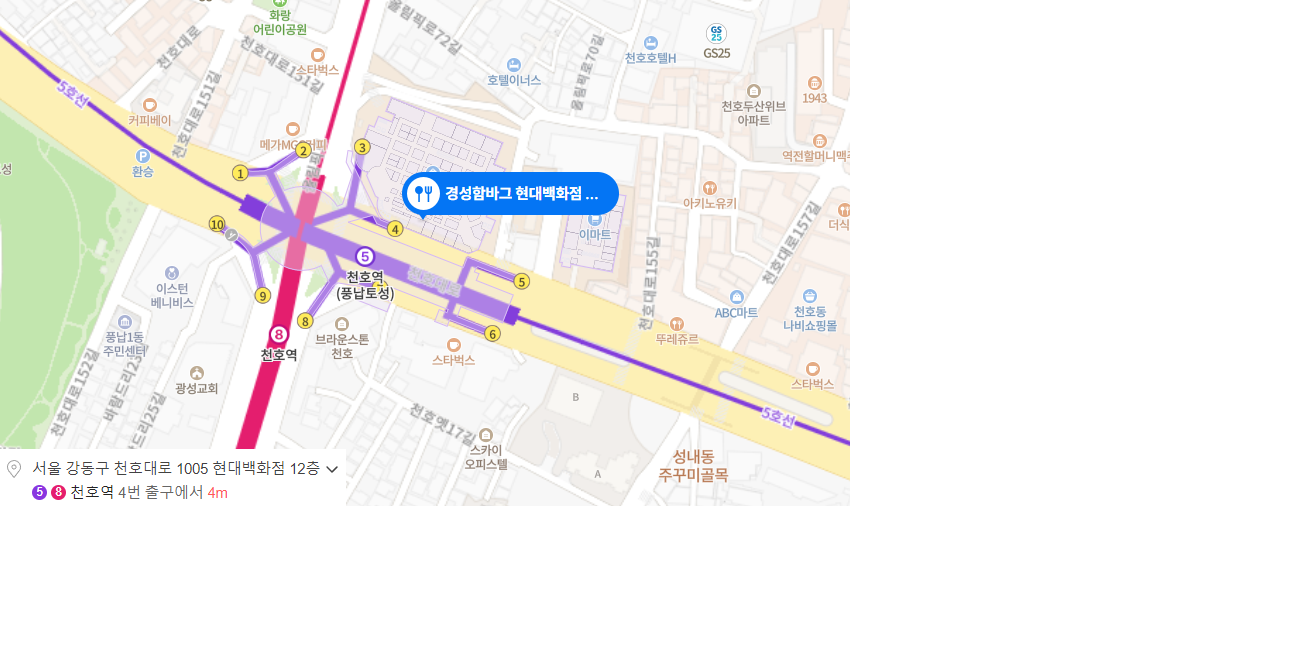 화랑
어린이공원
올림픽로72길
GS
25
GS25
천호호텔H
천호대로
천호대로151길
스타벅스
호텔이너스
올림픽로70길
5호선
커피베이
천호대로151길
천호두산위브
아파트
1943
메가MGC커피
역전할머니맥주
P
환승
1
2
3
올림픽
경성함바그 현대백화점 ...
아키노유키
더식
10
4
이마트
천호대로157길
5
천호역
(풍납토성)
천호대로
5
천호대로155길
이스턴
베니비스
9
8
6
ABC마트
천호동
나비쇼핑몰
풍납1동
주민센터
8
천호역
브라운스톤
천호
스타벅스
뚜레쥬르
천호대로152길
바람드리23길
바람드리25길
광성교회
스타벅스
B
5호선
천호옛17길
스카이
오피스텔
A
성내동
주꾸미골목
서울 강동구 천호대로 1005 현대백화점 12층
5 8 천호역 4번 출구에서 4m